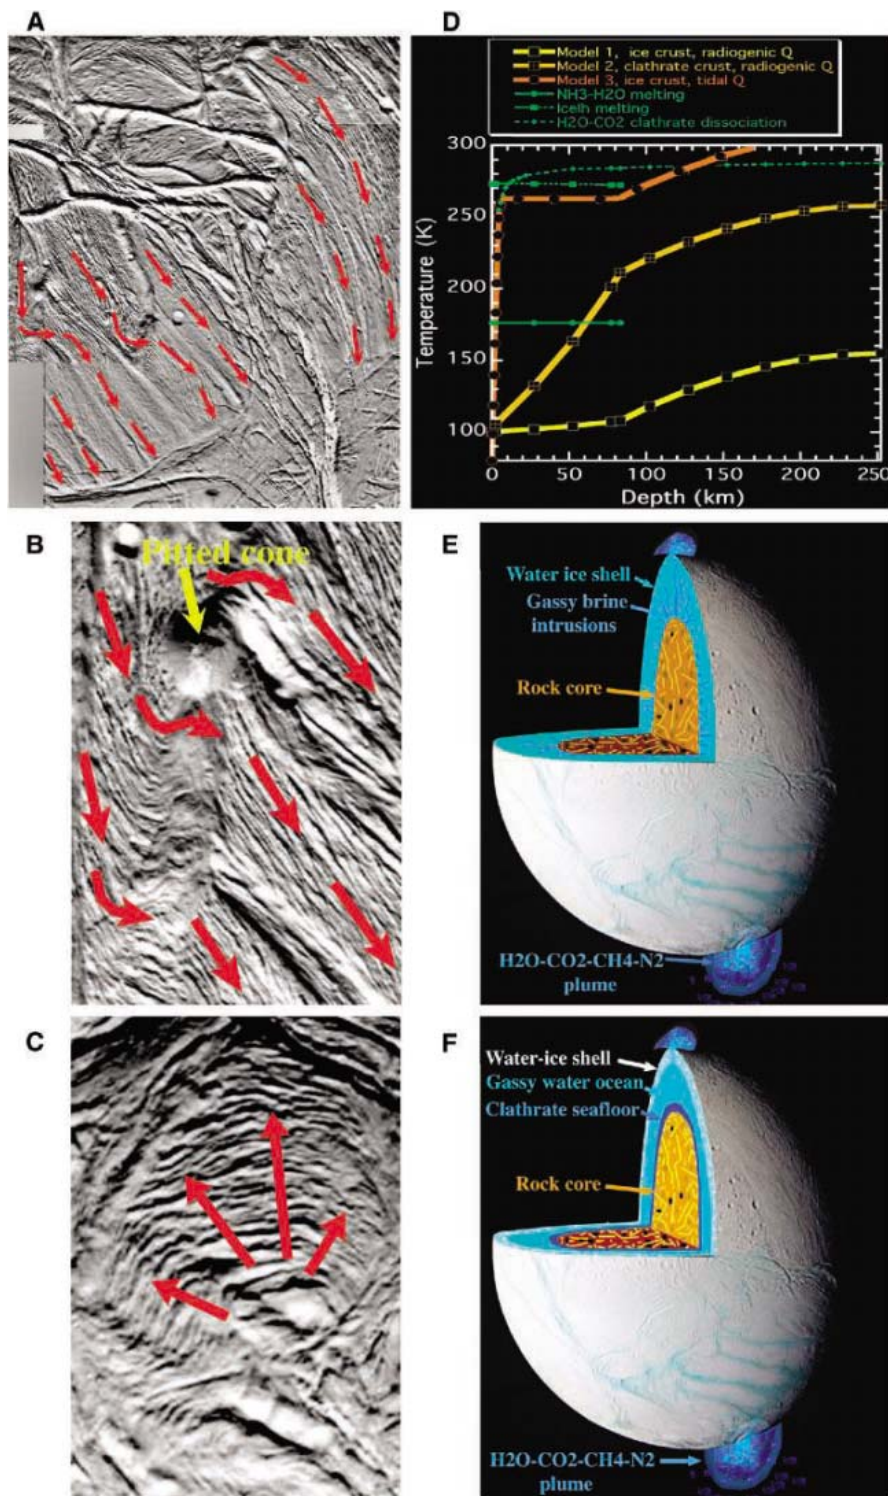 A
D
Model 1, ice crust, radiogenic Q
Model 2, clathrate crust, radiogenic Q
Model 3, ice crust, tidal Q
NH3-H2O melting
IceIh melting
H2O-CO2 clathrate dissociation
300
250
200
150
100
Temperature (K)
0
50
100
150
200
250
Depth (km)
B
Pitted cone
E
Water ice shell
Gassy brine
intrusions
Rock core
H2O-CO2-CH4-N2
plume
C
F
Water-ice shell
Gassy water ocean
Clathrate seafloor
Rock core
H2O-CO2-CH4-N2
plume